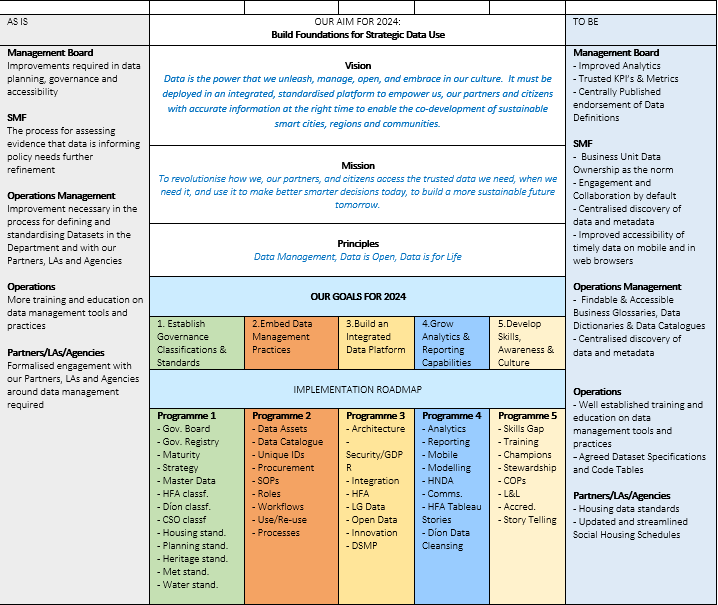 AS IS
Management Board
Improvements required in data
planning, governance and
accessibility
SMF
The process for assessing
evidence that data is informing
policy needs further
refinement
Operations Management
Improvement necessary in the
process for defining and
standardising Datasets in the
Department and with our
Partners, LAs and Agencies
Operations
More training and education on
data management tools and
practices
Partners/LAs/Agencies
Formalised engagement with
our Partners, LAs and Agencies
around data management
required
OUR AIM FOR 2024:
Build Foundations for Strategic Data Use
Vision
Data is the power that we unleash, manage, open, and embrace in our culture. It must be
deployed in an integrated, standardised platform to empower us, our partners and citizens
with accurate information at the right time to enable the co-development of sustainable
smart cities, regions and communities.
Mission
To revolutionise how we, our partners, and citizens access the trusted data we need, when we
need it, and use it to make better smarter decisions today, to build a more sustainable future
tomorrow.
Principles
Data Management, Data is Open, Data is for Life
OUR GOALS FOR 2024
1. Establish
Governance
Classifications &
Standards
2.Embed Data
Management
Practices
3.Build an
Integrated
Data Platform
4.Grow
Analytics &
Reporting
Capabilities
5.Develop
Skills,
Awareness &
Culture
IMPLEMENTATION ROADMAP
Programme 1
- Gov. Board
- Gov. Registry
- Maturity
- Strategy
- Master Data
- HFA classf.
- Díon classf.
- CSO classf
- Housing stand.
- Planning stand.
- Heritage stand.
- Met stand.
- Water stand.
Programme 2
- Data Assets
- Data Catalogue
- Unique IDs
- Procurement
- SOPs
- Roles
- Workflows
- Use/Re-use
- Processes
Programme 3
- Architecture
-
Security/GDP
R
- Integration
- HFA
- LG Data
- Open Data
- Innovation
- DSMP
Programme 4
- Analytics
- Reporting
- Mobile
- Modelling
- HNDA
- Comms.
- HFA Tableau
Stories
- Díon Data
Cleansing
Programme 5
- Skills Gap
- Training
- Champions
- Stewardship
- COPs
- L&L
- Accred.
- Story Telling
TO BE
Management Board
- Improved Analytics
- Trusted KPI's & Metrics
- Centrally Published
endorsement of Data
Definitions
SMF
- Business Unit Data
Ownership as the norm
- Engagement and
Collaboration by default
- Centralised discovery of
data and metadata
- Improved accessibility of
timely data on mobile and in
web browsers
Operations Management
- Findable & Accessible
Business Glossaries, Data
Dictionaries & Data Catalogues
- Centralised discovery of
data and metadata
Operations
- Well established training and
education on data
management tools and
practices
- Agreed Dataset Specifications
and Code Tables
Partners/LAs/Agencies
- Housing data standards
- Updated and streamlined
Social Housing Schedules